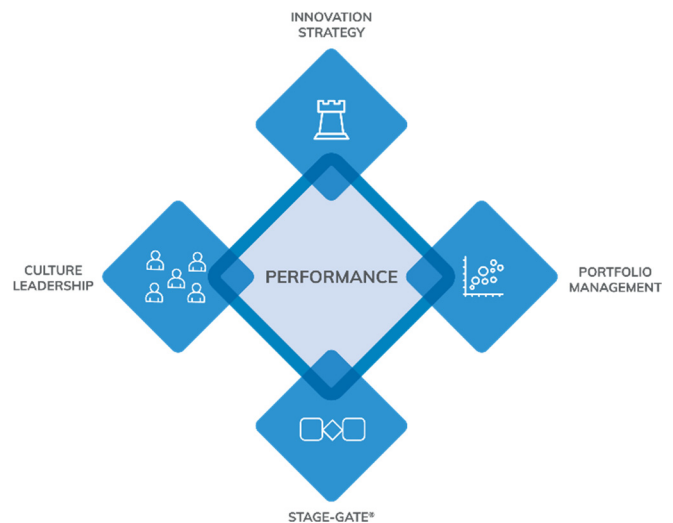 INNOVATION
STRATEGY
CULTURE
LEADERSHIP
PERFORMANCE
PORTFOLIO
MANAGEMENT
STAGE-GATE®